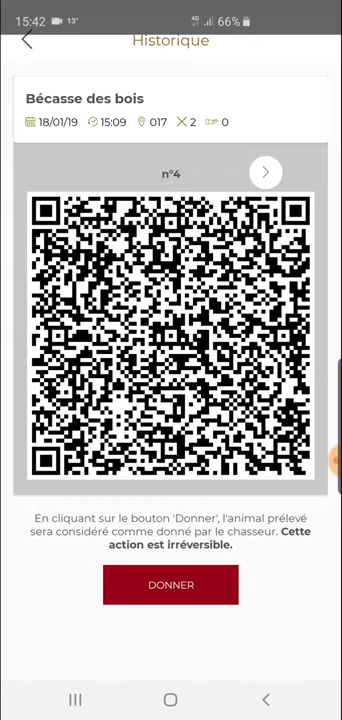 15:42 13° 4G 66%
Historique
Bécasse des bois
18/01/19 15:09 017 2 0
n°4
En cliquant sur le bouton 'Donner', l'animal prélevé
sera considéré comme donné par le chasseur. Cette
action est irréversible.
DONNER